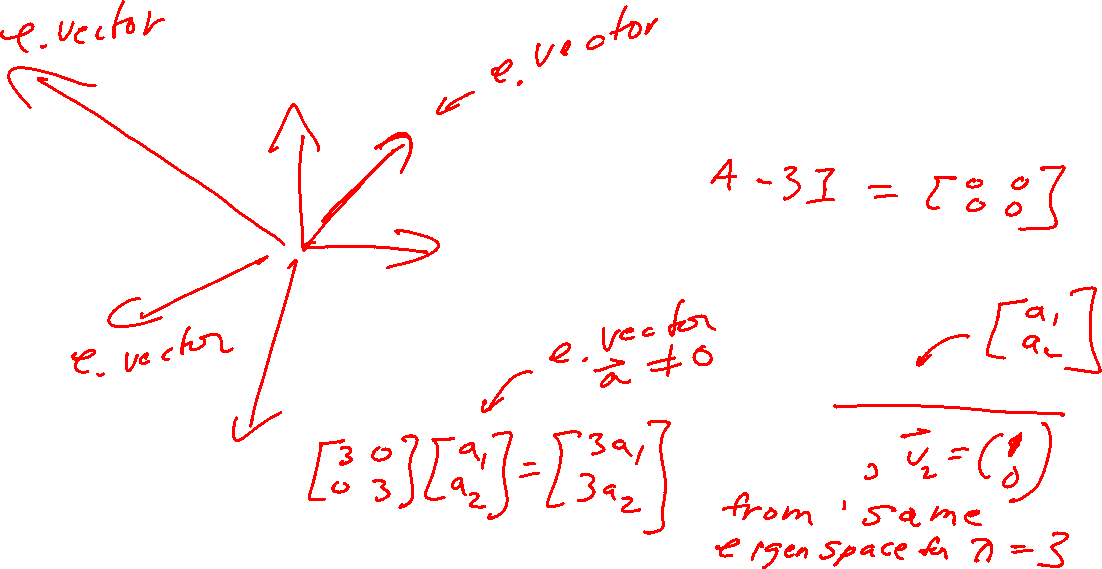 e.vector
e.vector
A - 3I = [0 0; 0 0]
e.vector
[a₁; a₂]
e.vector
a⃗ ≠ 0
[3 0; 0 3][a₁; a₂] = [3a₁; 3a₂]
, v⃗₂ = (1; 0)
from same
eigenspace for λ = 3